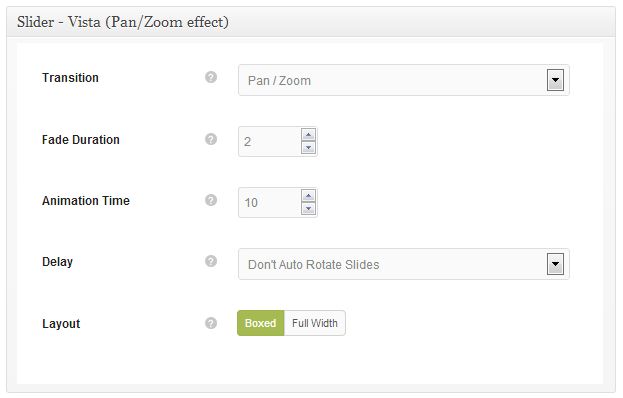 Slider - Vista (Pan/Zoom effect)
Transition ? Pan / Zoom
Fade Duration ? 2
Animation Time ? 10
Delay ? Don't Auto Rotate Slides
Layout ? Boxed Full Width